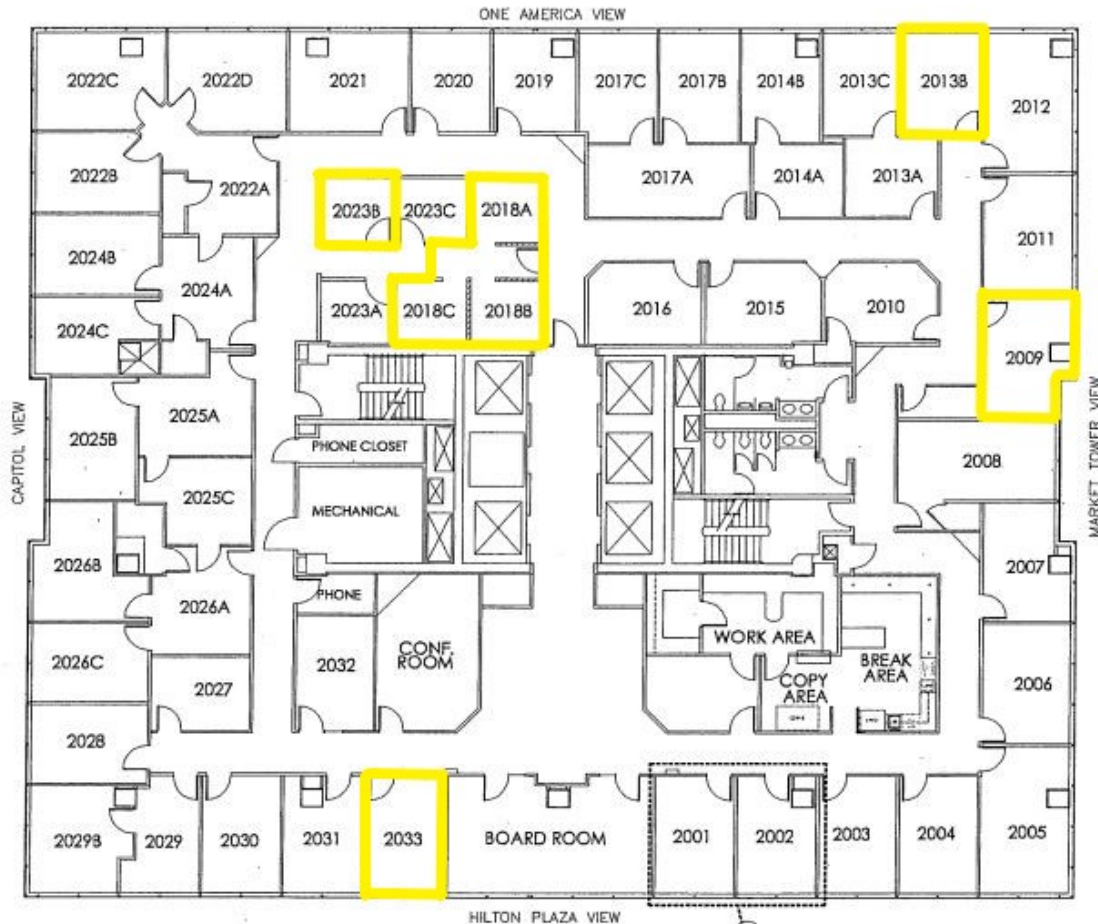 ONE AMERICA VIEW
2022C
2022D
2021
2020
2019
2017C
2017B
2014B
2013C
2013B
2012
2022B
2022A
2017A
2014A
2013A
2023B
2023C
2018A
2011
2024B
2024A
2024C
2023A
2018C
2018B
2016
2015
2010
2009
CAPITOL VIEW
MARKET TOWER VIEW
2025A
2025B
2025C
PHONE CLOSET
MECHANICAL
2008
2007
2026B
2026A
PHONE
2026C
2027
2032
CONF.
ROOM
WORK AREA
COPY
AREA
BREAK
AREA
2006
2028
2029B
2029
2030
2031
2033
BOARD ROOM
2001
2002
2003
2004
2005
HILTON PLAZA VIEW